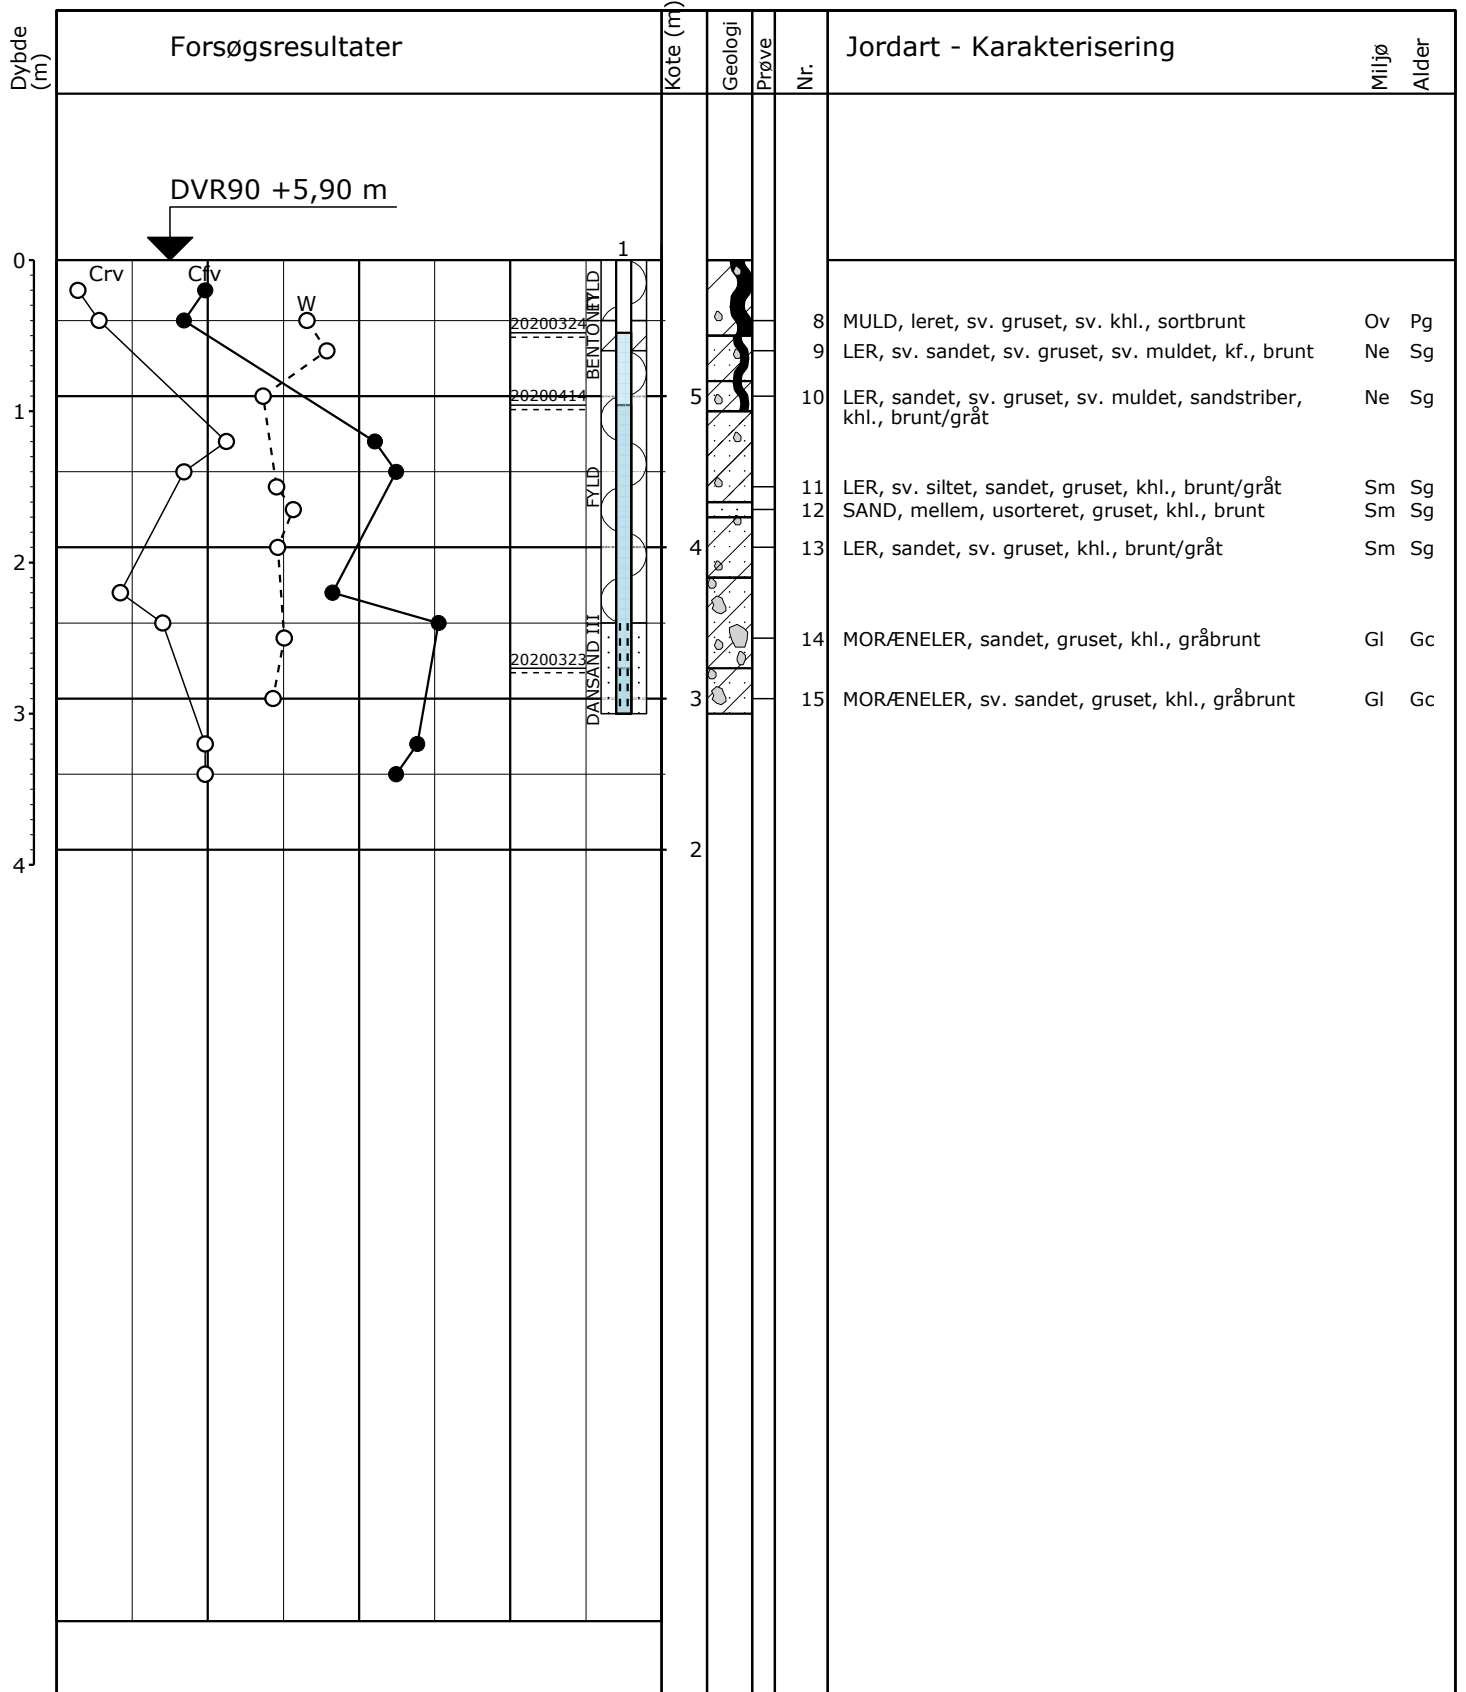 Dybde (m)
Forsøgsresultater
Kote (m)
Geologi
Prøve
Nr.
Jordart - Karakterisering
Miljø
Alder
DVR90 +5,90 m
1
0
Crv
Cfv
W
FYLD
BENTONIT
20200324
8 MULD, leret, sv. gruset, sv. khl., sortbrunt Ov Pg
9 LER, sv. sandet, sv. gruset, sv. muldet, kf., brunt Ne Sg
20200414
5
10 LER, sandet, sv. gruset, sv. muldet, sandstriber, Ne Sg
khl., brunt/gråt
1
FYLD
11 LER, sv. siltet, sandet, gruset, khl., brunt/gråt Sm Sg
12 SAND, mellem, usorteret, gruset, khl., brunt Sm Sg
4
13 LER, sandet, sv. gruset, khl., brunt/gråt Sm Sg
2
DANSAND III
14 MORÆNELER, sandet, gruset, khl., gråbrunt Gl Gc
20200323
3
15 MORÆNELER, sv. sandet, gruset, khl., gråbrunt Gl Gc
3
2
4